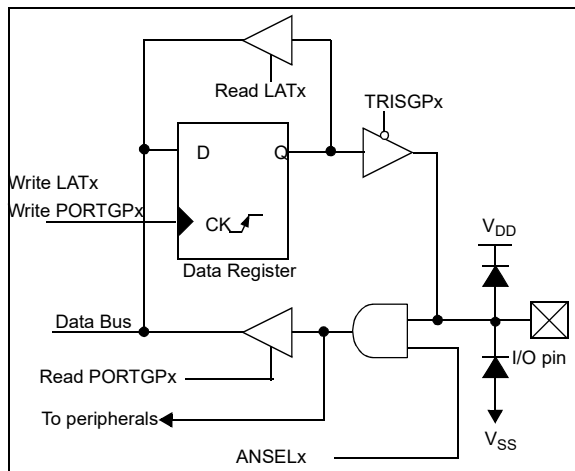 Read LATx
TRISGPx
D
Q
Write LATx
Write PORTGPx
CK
VDD
Data Register
Data Bus
I/O pin
Read PORTGPx
To peripherals
VSS
ANSELx